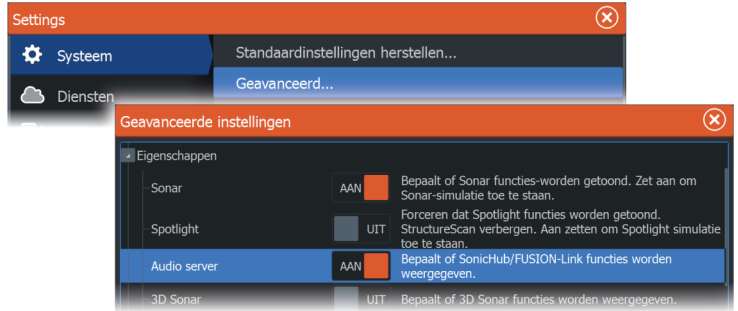 Settings
Systeem
Standaardinstellingen herstellen...
Geavanceerd...
Diensten
Geavanceerde instellingen
Eigenschappen
Sonar
AAN
Bepaalt of Sonar functies-worden getoond. Zet aan om
Sonar-simulatie toe te staan.
Spotlight
UIT
Forceren dat Spotlight functies worden getoond.
StructureScan verbergen. Aan zetten om Spotlight simulatie
toe te staan.
Audio server
AAN
Bepaalt of SonicHub/FUSION-Link functies worden
weergegeven.
3D Sonar
UIT
Bepaalt of 3D Sonar functies worden weergegeven.